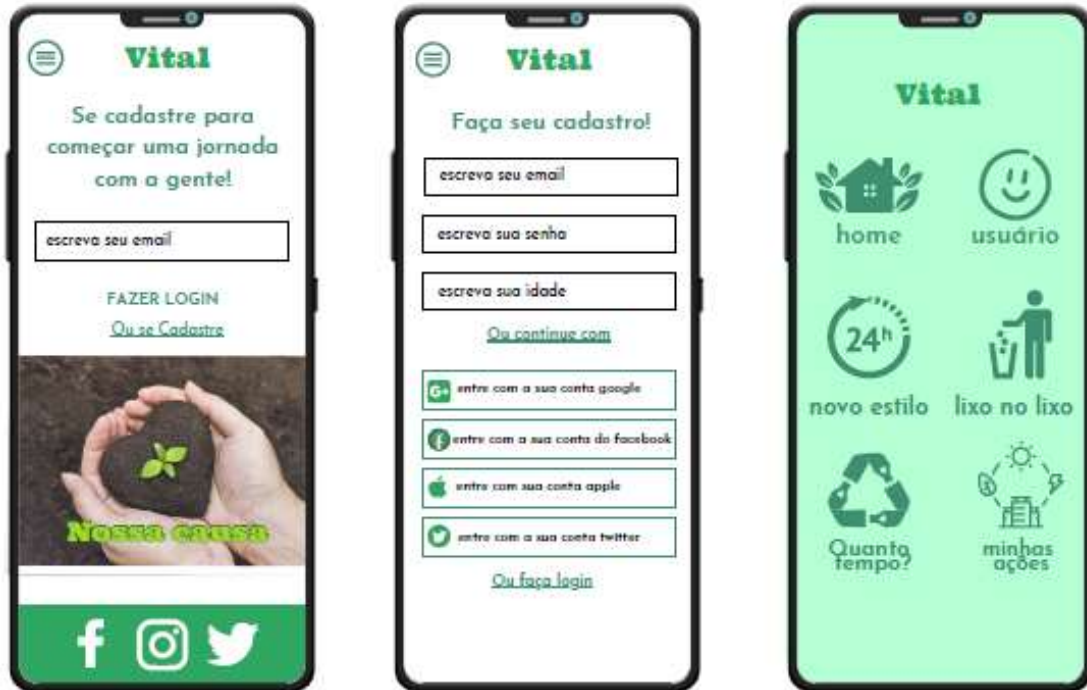 Vital
Se cadastre para
começar uma jornada
com a gente!
escreva seu email
FAZER LOGIN
Ou se Cadastre
Nossa causa
Vital
Faça seu cadastro!
escreva seu email
escreva sua senha
escreva sua idade
Ou continue com
G+ entre com a sua conta google
entre com a sua conta do facebook
entre com sua conta apple
entre com a sua conta twitter
Ou faça login
Vital
home
usuário
24h
novo estilo
lixo no lixo
Quanto
tempo?
minhas
ações